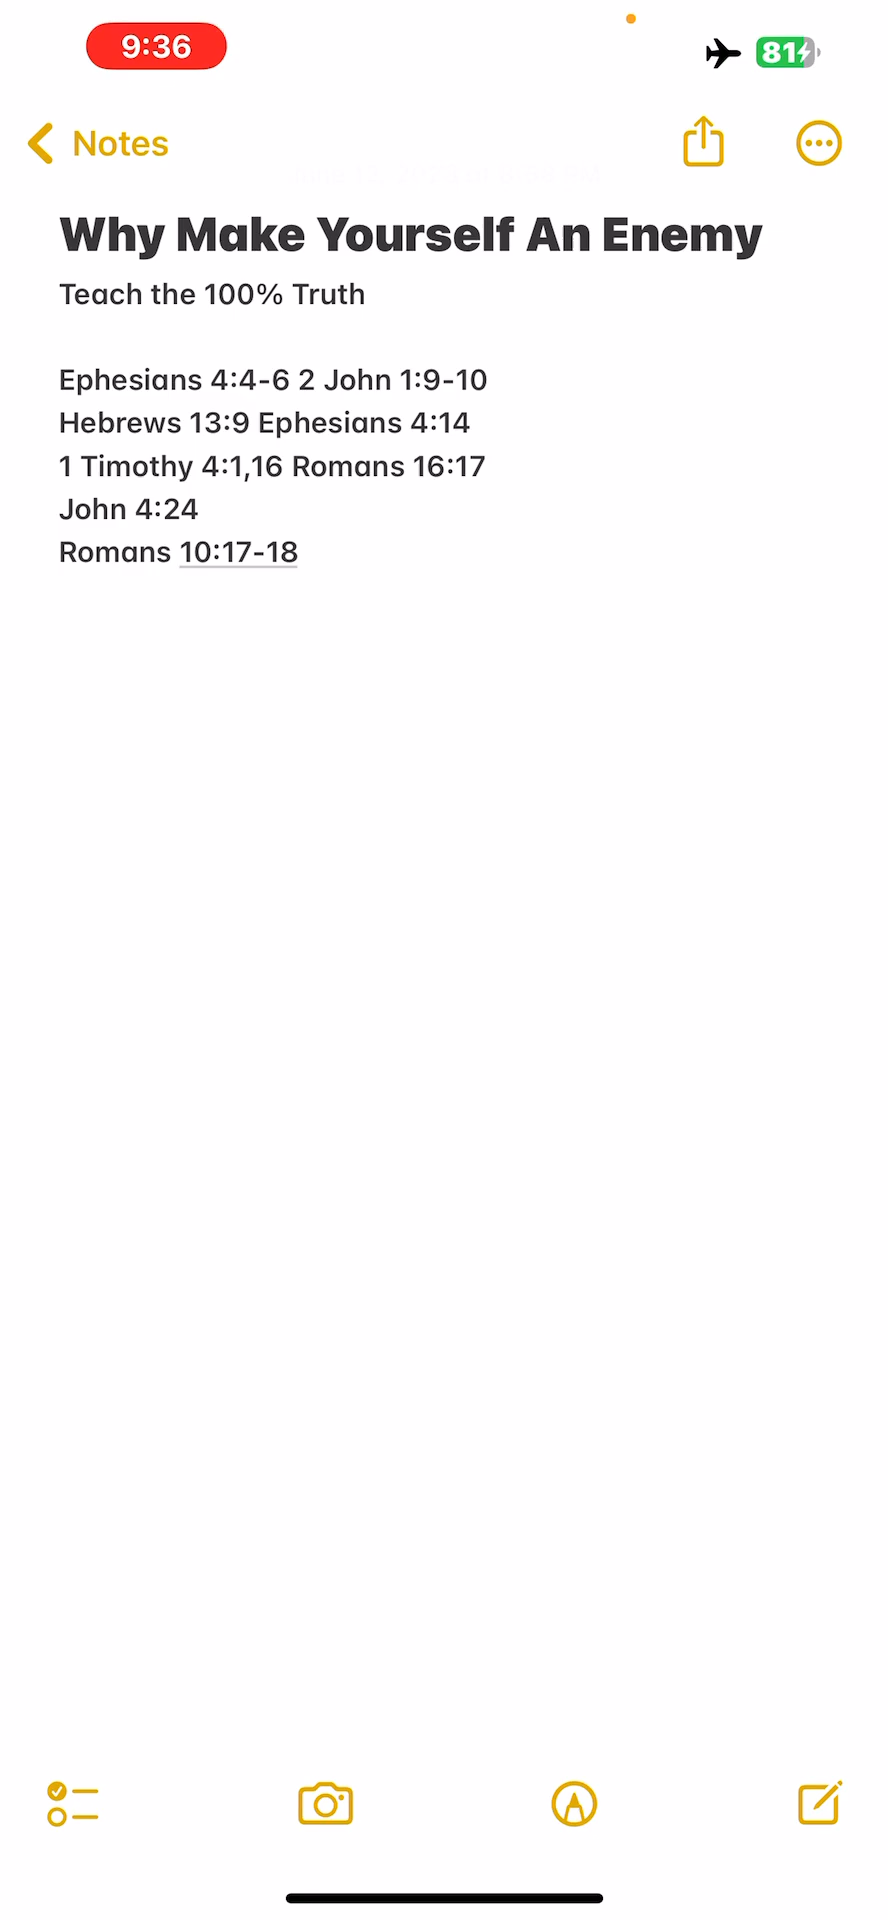 9:36
81
Notes
Why Make Yourself An Enemy
Teach the 100% Truth
Ephesians 4:4-6 2 John 1:9-10
Hebrews 13:9 Ephesians 4:14
1 Timothy 4:1,16 Romans 16:17
John 4:24
Romans 10:17-18